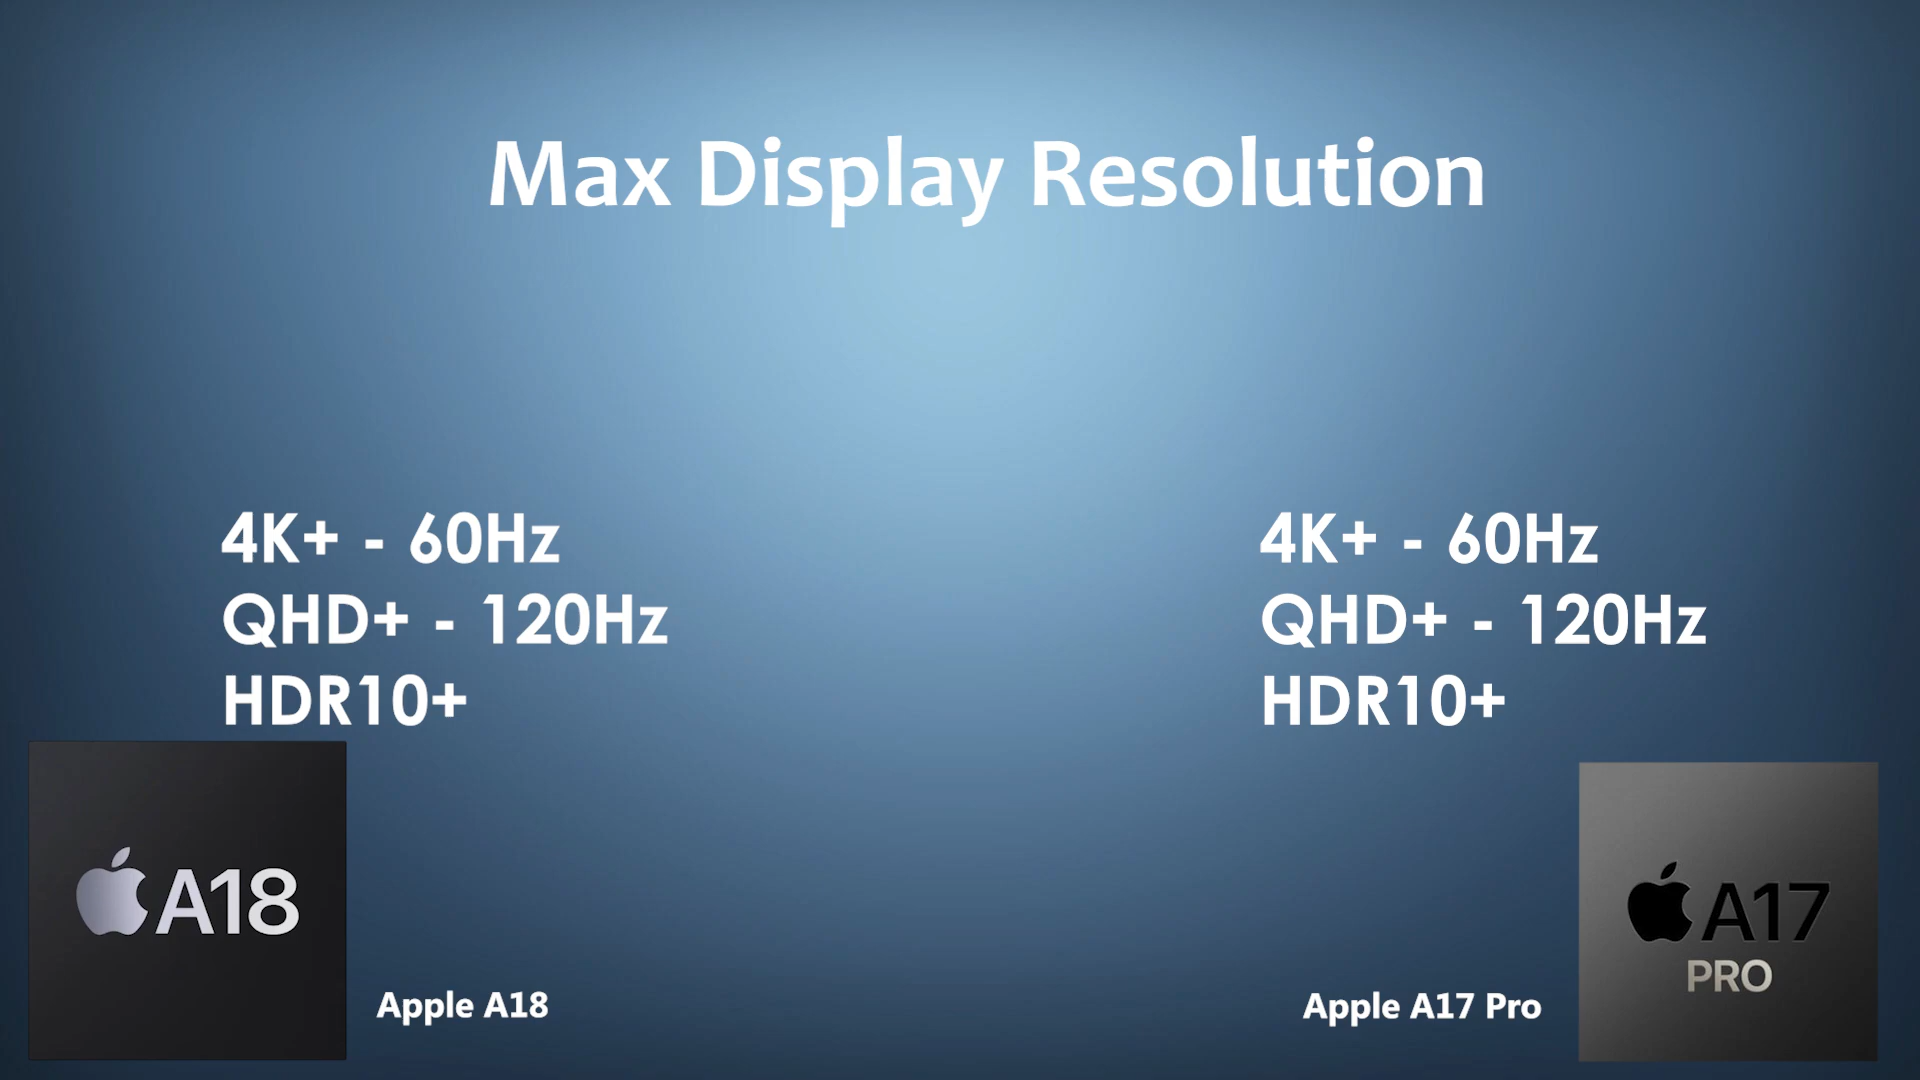 Max Display Resolution
4K+ - 60Hz
QHD+ - 120Hz
HDR10+
4K+ - 60Hz
QHD+ - 120Hz
HDR10+
A18
Apple A18
Apple A17 Pro
A17
PRO